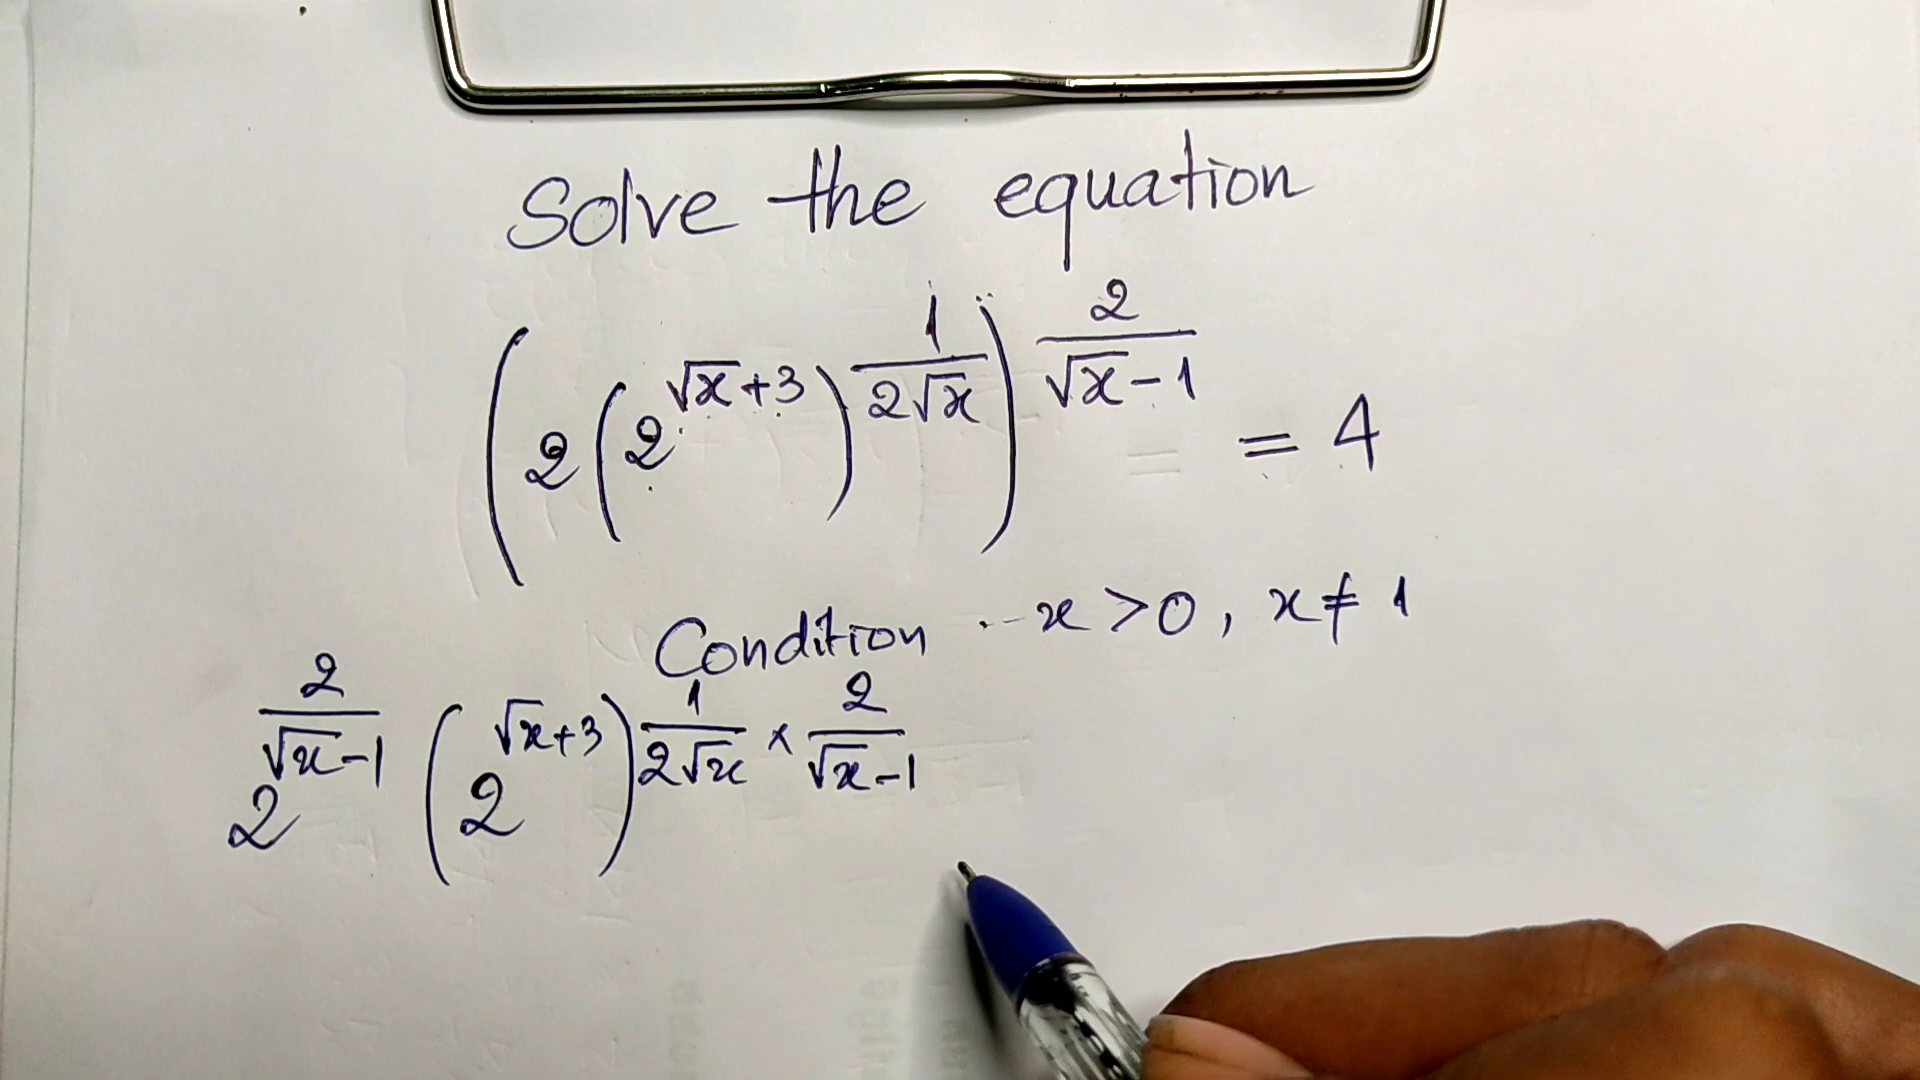 Solve the equation
(2(2^(√x+3))^(1/(2√x)))^(2/(√x-1)) = 4
Condition x > 0, x ≠ 1
2^(2/(√x-1)) (2^(√x+3))^(1/(2√x) × 2/(√x-1))